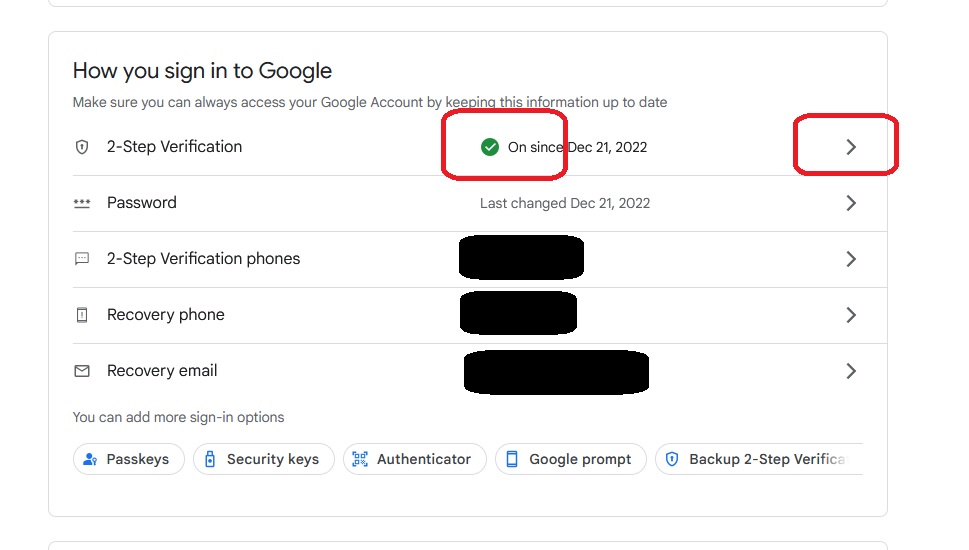 How you sign in to Google
Make sure you can always access your Google Account by keeping this information up to date
2-Step Verification On since Dec 21, 2022
Password Last changed Dec 21, 2022
2-Step Verification phones
Recovery phone
Recovery email
You can add more sign-in options
Passkeys Security keys Authenticator Google prompt Backup 2-Step Verifica